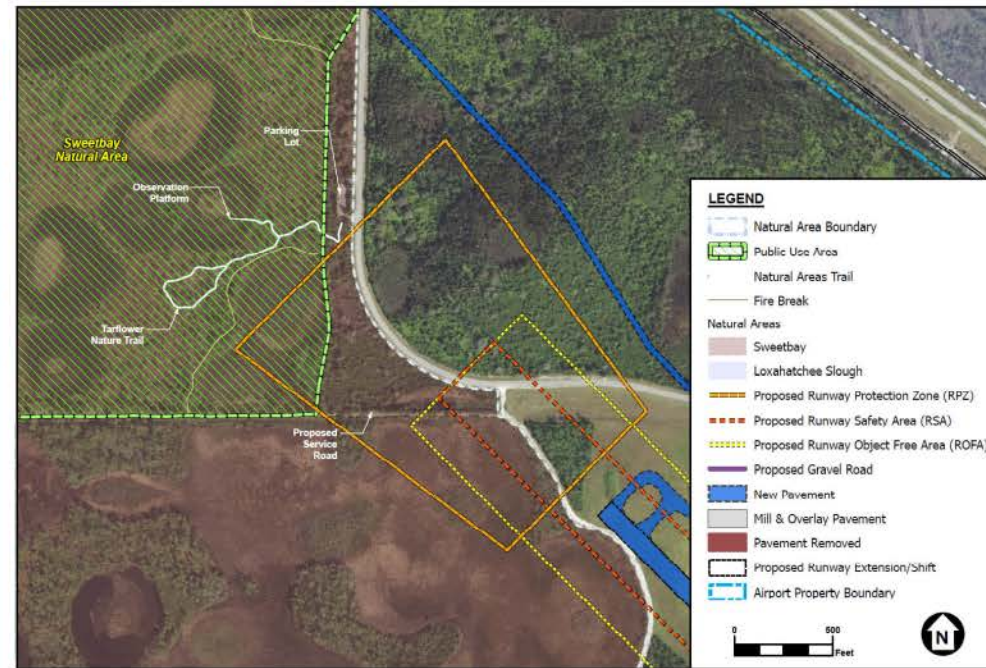 Sweetbay
Natural Area
Parking
Lot
Observation
Platform
Tarflower
Nature Trail
Proposed
Service
Road
LEGEND
Natural Area Boundary
Public Use Area
Natural Areas Trail
Fire Break
Natural Areas
Sweetbay
Loxahatchee Slough
Proposed Runway Protection Zone (RPZ)
Proposed Runway Safety Area (RSA)
Proposed Runway Object Free Area (ROFA)
Proposed Gravel Road
New Pavement
Mill & Overlay Pavement
Pavement Removed
Proposed Runway Extension/Shift
Airport Property Boundary
0 500
Feet
N